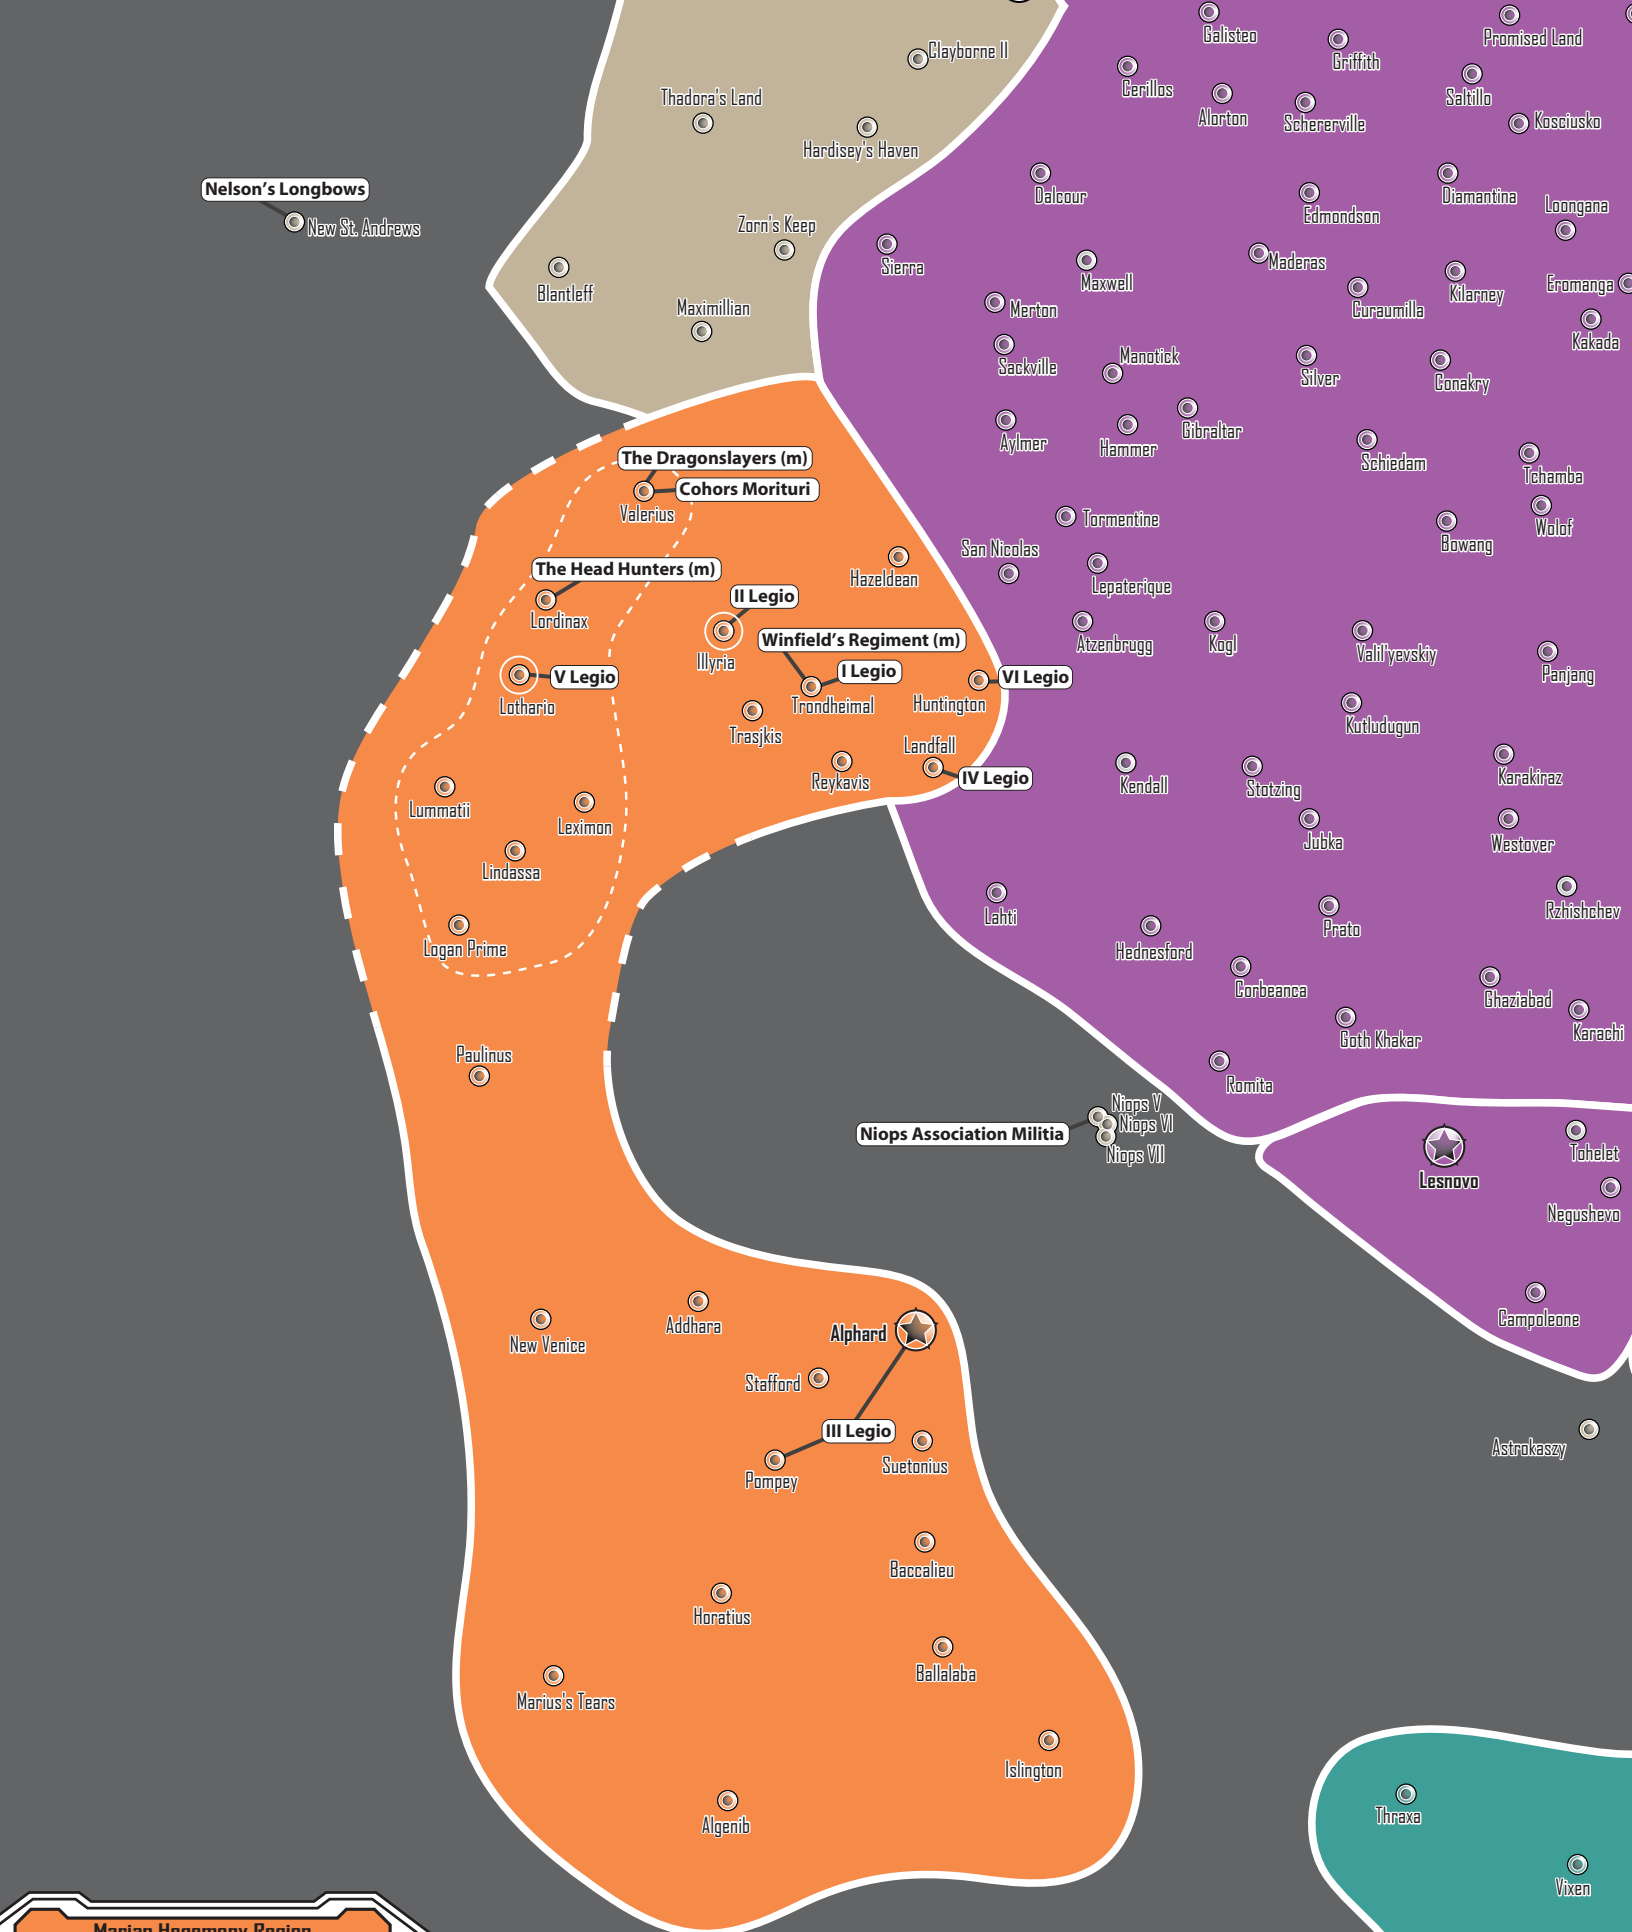 Galisteo
Promised Land
Clayborne II
Griffith
Cerillos
Saltillo
Thadora's Land
Alorton
Schererville
Kosciusko
Hardisey's Haven
Nelson's Longbows
Dalcour
Diamantina
Edmondson
Loongana
New St. Andrews
Zorn's Keep
Sierra
Maderas
Maxwell
Kilarney
Eromanga
Blantleff
Maximillian
Merton
Curaumilla
Kakada
Sackville
Manotick
Silver
Conakry
Aylmer
Hammer
Gibraltar
The Dragonslayers (m)
Schiedam
Tchamba
Cohors Morituri
Valerius
Tormentine
Wolof
Bowang
San Nicolas
The Head Hunters (m)
Hazeldean
Lepaterique
II Legio
Lordinax
Winfield's Regiment (m)
Atzenbrugg
Kogl
Valil'yevskiy
Illyria
I Legio
Panjang
V Legio
VI Legio
Lothario
Trondheimal
Huntington
Kutludugun
Trasjkis
Landfall
Reykavis
IV Legio
Kendall
Stotzing
Karakiraz
Lummatii
Leximon
Jubka
Westover
Lindassa
Lahti
Rzhishchev
Prato
Logan Prime
Hednesford
Corbeanca
Ghaziabad
Karachi
Goth Khakar
Paulinus
Romita
Niops V
Niops VI
Niops Association Militia
Niops VII
Tohelet
Lesnovo
Negushevo
Addhara
Alphard
New Venice
Campoleone
Stafford
III Legio
Astrokaszy
Suetonius
Pompey
Baccalieu
Horatius
Ballalaba
Marius's Tears
Islington
Thraxa
Algenib
Vixen
Marian Hegemony Region